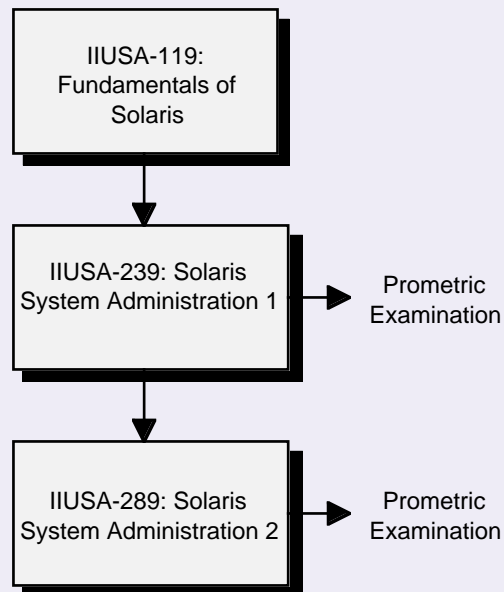 IIUSA-119:
Fundamentals of
Solaris
IIUSA-239: Solaris
System Administration 1
Prometric
Examination
IIUSA-289: Solaris
System Administration 2
Prometric
Examination